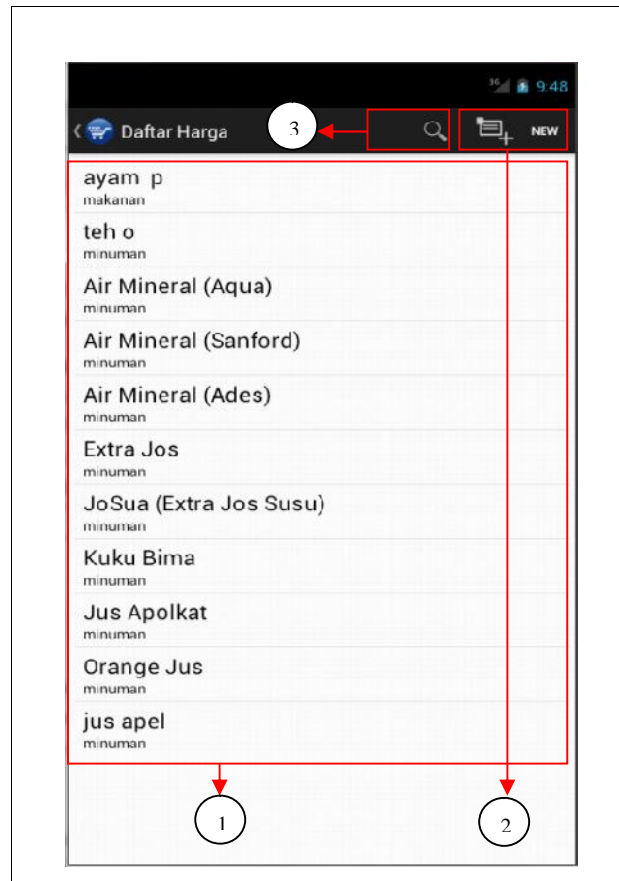 3G 9:48
Daftar Harga 3 NEW
ayam p
makanan
teh o
minuman
Air Mineral (Aqua)
minuman
Air Mineral (Sanford)
minuman
Air Mineral (Ades)
minuman
Extra Jos
minuman
JoSua (Extra Jos Susu)
minuman
Kuku Bima
minuman
Jus Apolkat
minuman
Orange Jus
minuman
jus apel
minuman
1 2